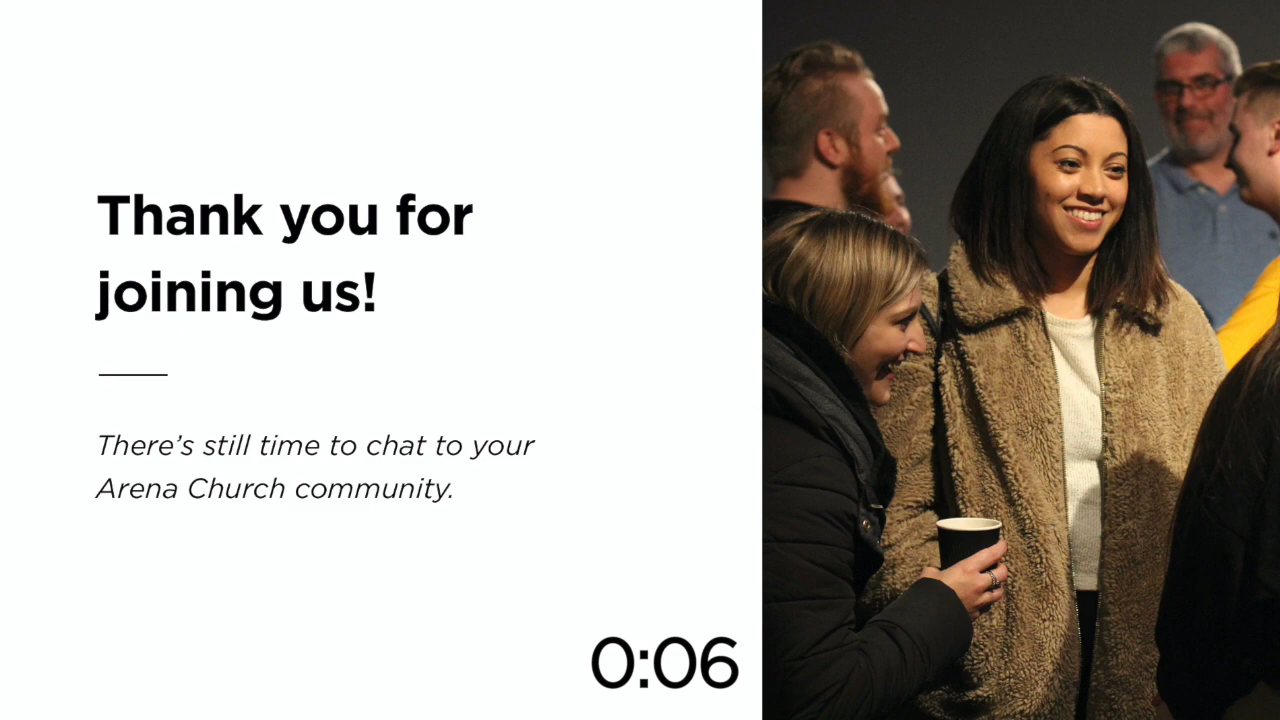 Thank you for
joining us!
There’s still time to chat to your
Arena Church community.
0:06